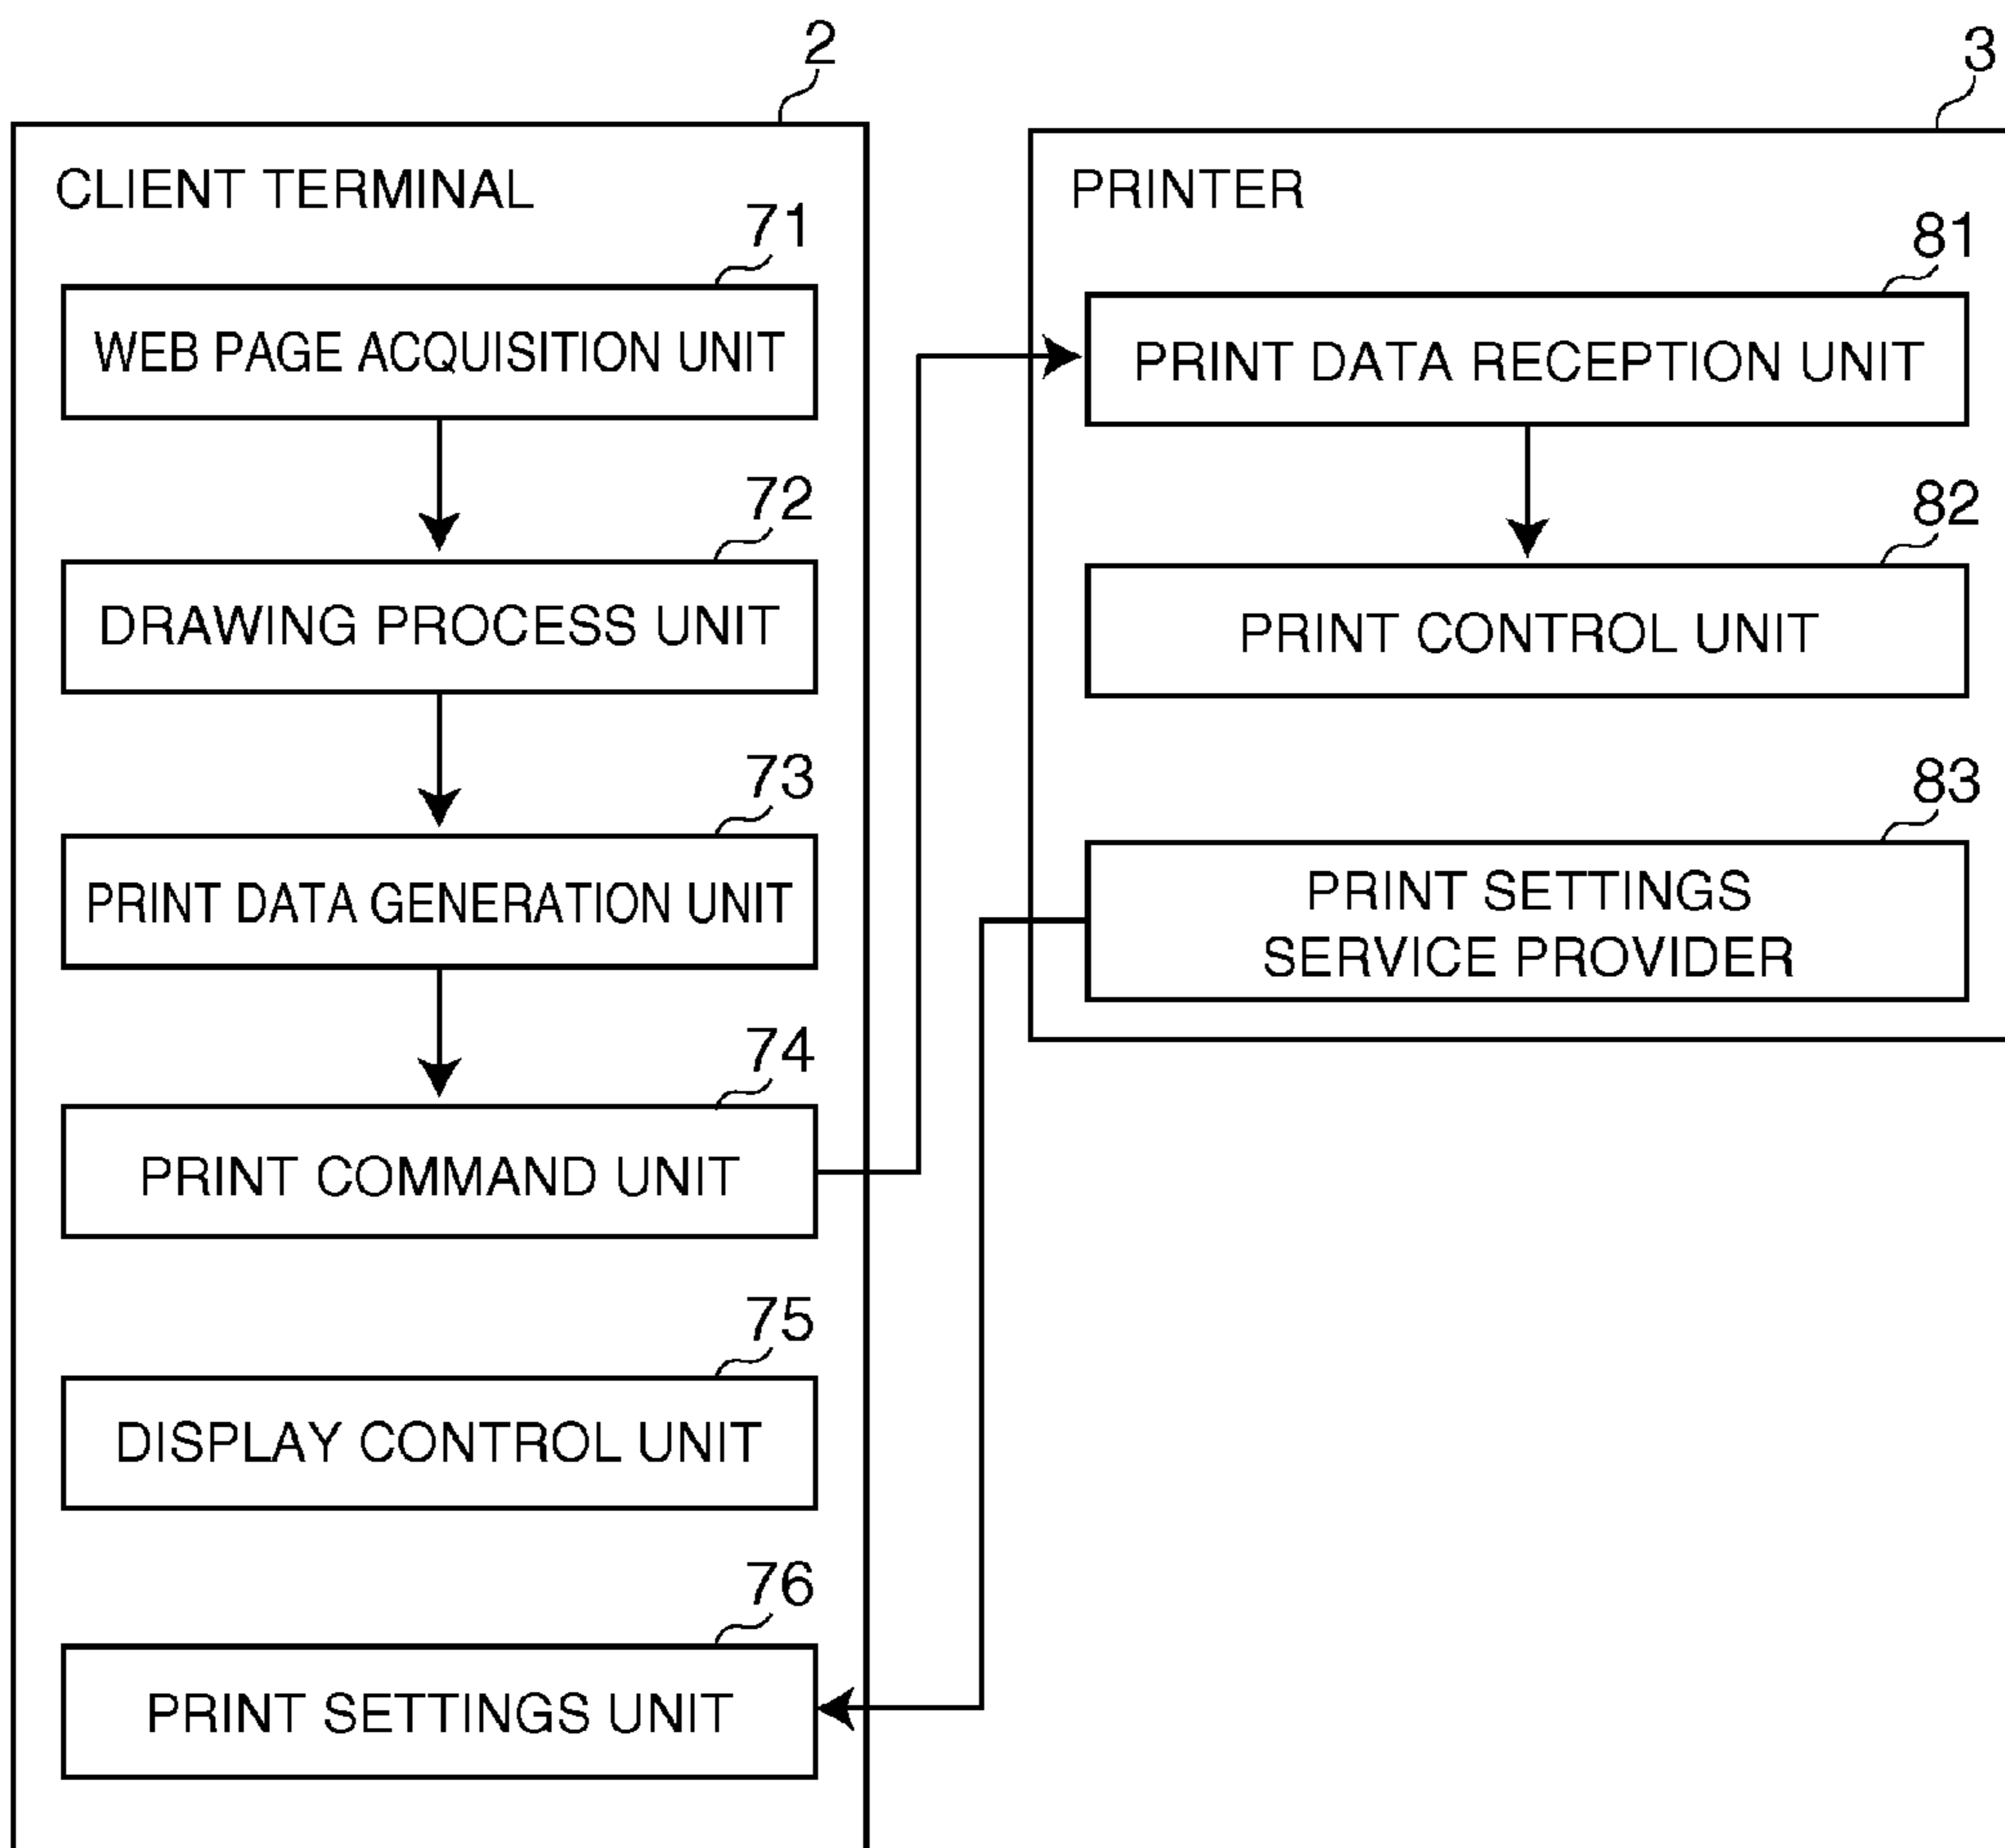 2
CLIENT TERMINAL
71
WEB PAGE ACQUISITION UNIT
72
DRAWING PROCESS UNIT
73
PRINT DATA GENERATION UNIT
74
PRINT COMMAND UNIT
75
DISPLAY CONTROL UNIT
76
PRINT SETTINGS UNIT
3
PRINTER
81
PRINT DATA RECEPTION UNIT
82
PRINT CONTROL UNIT
83
PRINT SETTINGS
SERVICE PROVIDER